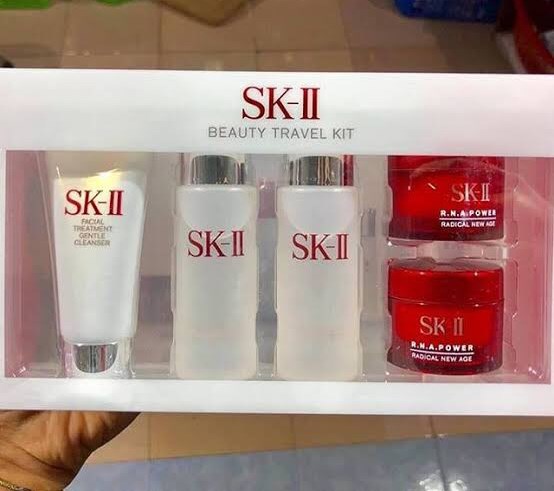 SK-II
BEAUTY TRAVEL KIT
SK-II
FACIAL
TREATMENT
GENTLE
CLEANSER
SK-II
SK-II
SK-II
R.N.A.POWER
RADICAL NEW AGE
SK-II
R.N.A.POWER
RADICAL NEW AGE